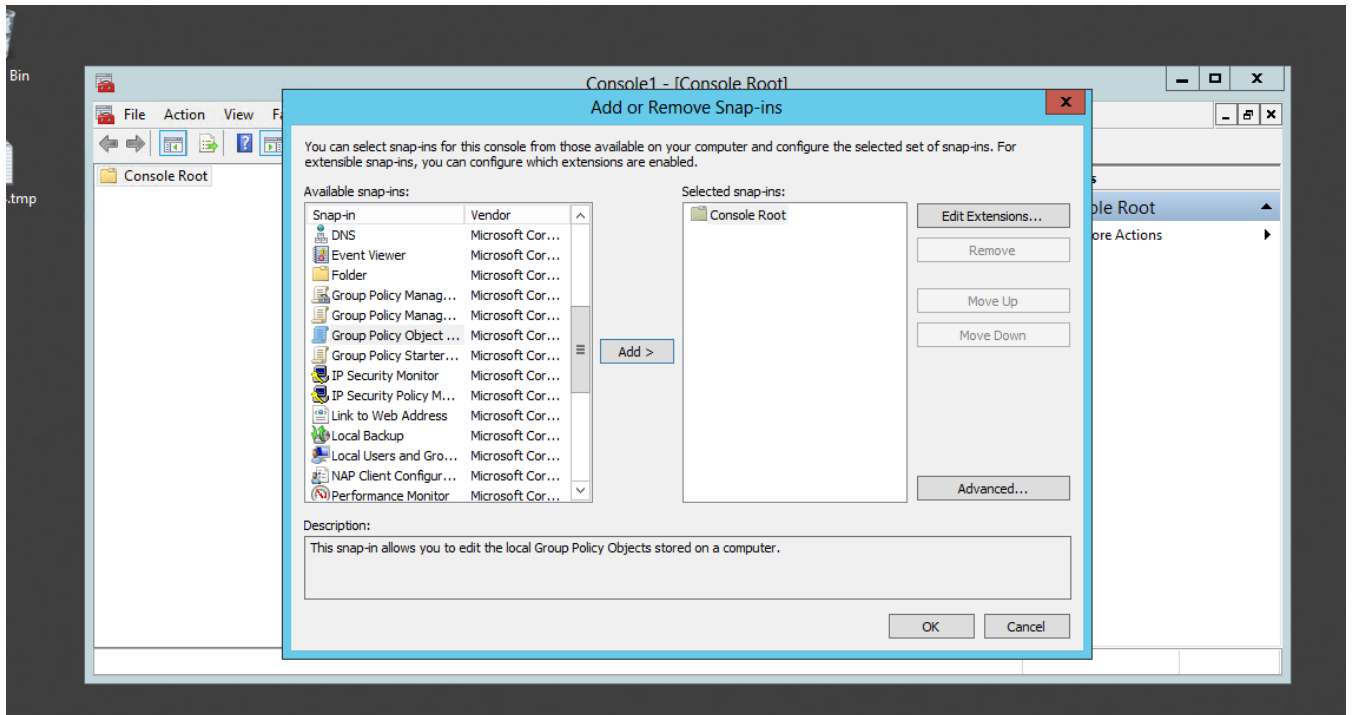 Bin
.tmp
Console1 - [Console Root]
File Action View Fa
Console Root
Add or Remove Snap-ins
x
You can select snap-ins for this console from those available on your computer and configure the selected set of snap-ins. For
extensible snap-ins, you can configure which extensions are enabled.
Available snap-ins:
Snap-in Vendor
DNS Microsoft Cor...
Event Viewer Microsoft Cor...
Folder Microsoft Cor...
Group Policy Manag... Microsoft Cor...
Group Policy Manag... Microsoft Cor...
Group Policy Object ... Microsoft Cor...
Group Policy Starter... Microsoft Cor...
IP Security Monitor Microsoft Cor...
IP Security Policy M... Microsoft Cor...
Link to Web Address Microsoft Cor...
Local Backup Microsoft Cor...
Local Users and Gro... Microsoft Cor...
NAP Client Configur... Microsoft Cor...
Performance Monitor Microsoft Cor...
Add >
Selected snap-ins:
Console Root
Edit Extensions...
Remove
Move Up
Move Down
Advanced...
Description:
This snap-in allows you to edit the local Group Policy Objects stored on a computer.
OK Cancel
s
ole Root
ore Actions